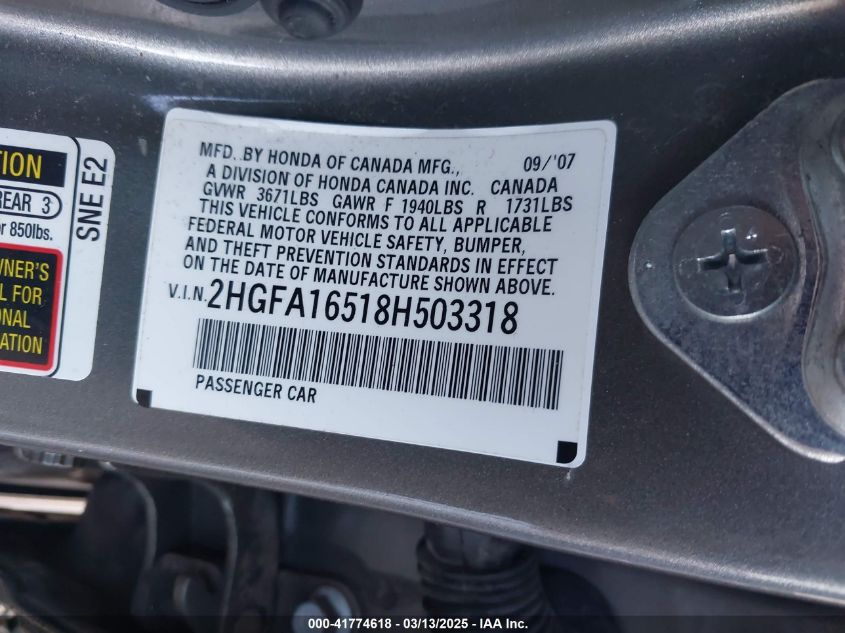 TION
REAR 3
r 850lbs.
SNE E2
WNER'S
L FOR
ONAL
ATION
MFD. BY HONDA OF CANADA MFG., 09/'07
A DIVISION OF HONDA CANADA INC. CANADA
GVWR 3671LBS GAWR F 1940LBS R 1731LBS
THIS VEHICLE CONFORMS TO ALL APPLICABLE
FEDERAL MOTOR VEHICLE SAFETY, BUMPER,
AND THEFT PREVENTION STANDARDS IN EFFECT
ON THE DATE OF MANUFACTURE SHOWN ABOVE.
V.I.N. 2HGFA16518H503318
PASSENGER CAR
000-41774618 - 03/13/2025 - IAA Inc.